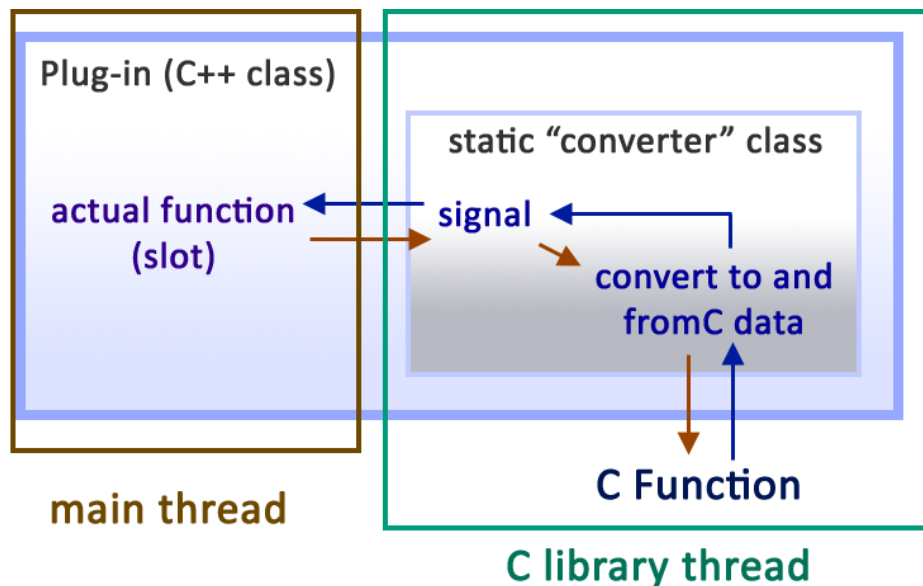 Plug-in (C++ class)
static “converter” class
actual function
(slot)
signal
convert to and
fromC data
C Function
main thread
C library thread